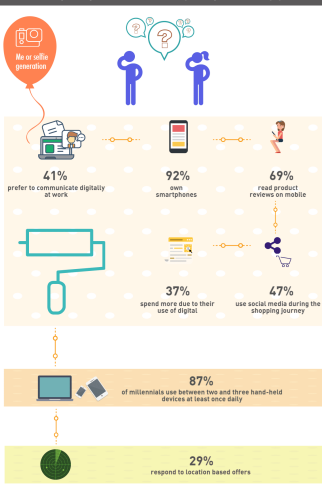 Me or selfie
generation
41%
prefer to communicate digitally
at work
92%
own
smartphones
69%
read product
reviews on mobile
37%
spend more due to their
use of digital
47%
use social media during the
shopping journey
87%
of millennials use between two and three hand-held
devices at least once daily
29%
respond to location based offers